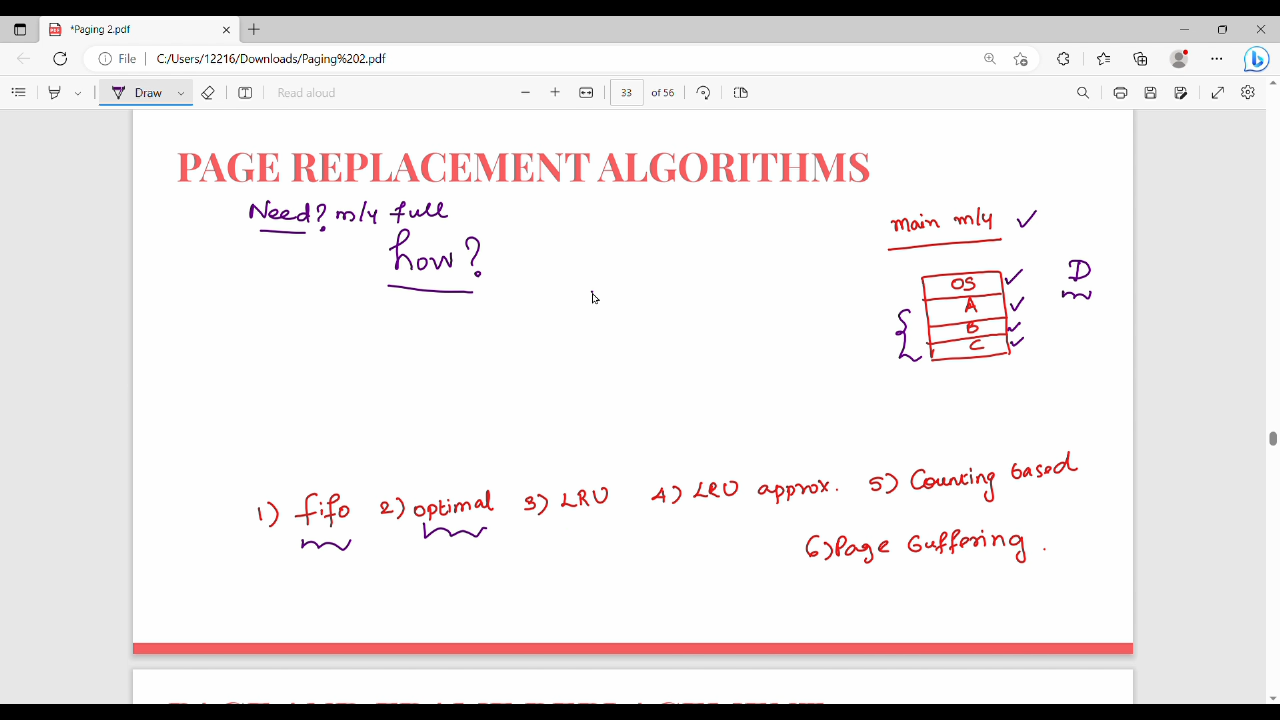 *Paging 2.pdf
File C:/Users/12216/Downloads/Paging%202.pdf
Draw Read aloud 33 of 56
PAGE REPLACEMENT ALGORITHMS
Need? m/y full
how?
main m/y
D
OS
A
B
C
1) fifo 2) optimal 3) LRU 4) LRU approx. 5) Counting based
6) Page Buffering.